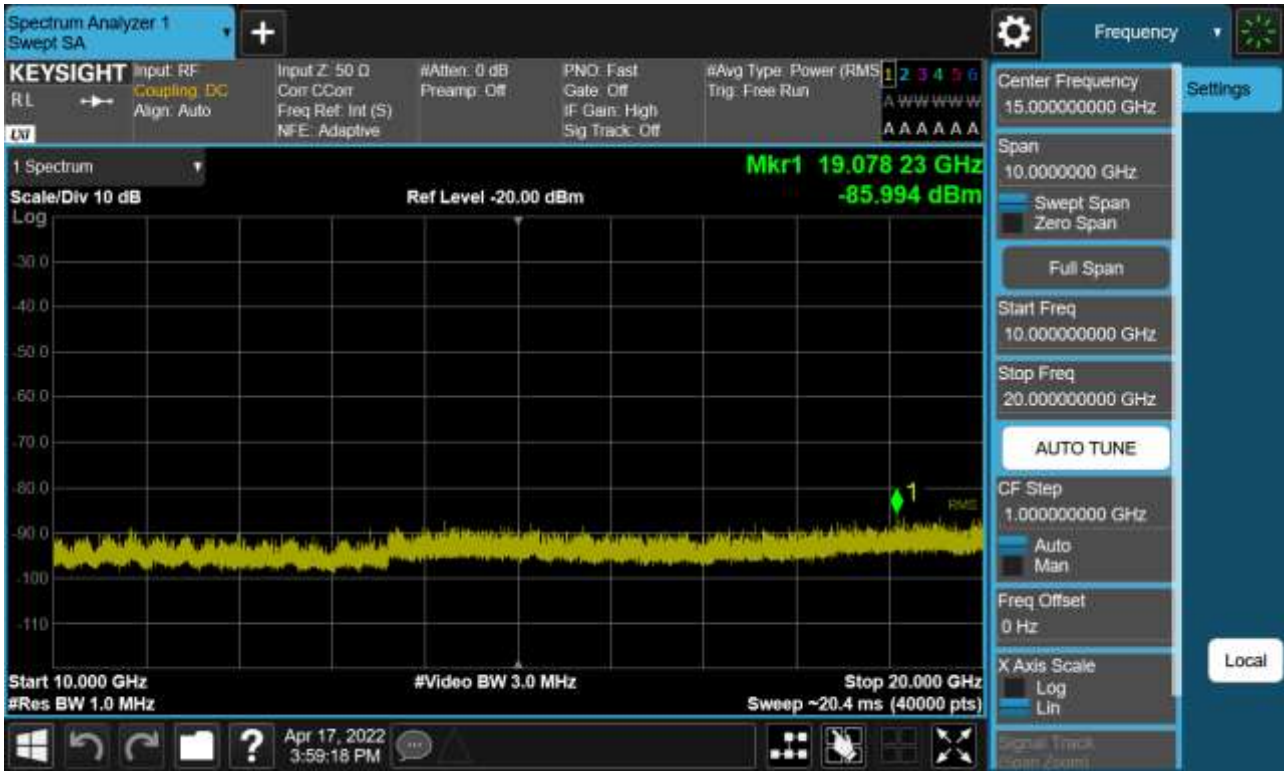 Spectrum Analyzer 1
Swept SA
+
Frequency
KEYSIGHT
RL
LXI
Input: RF
Coupling: DC
Align: Auto
Input Z: 50 Ω
Corr CCorr
Freq Ref: Int (S)
NFE: Adaptive
#Atten: 0 dB
Preamp: Off
PNO: Fast
Gate: Off
IF Gain: High
Sig Track: Off
#Avg Type: Power (RMS
Trig: Free Run
1 2 3 4 5 6
A W W W W W
A A A A A A
1 Spectrum
Mkr1 19.078 23 GHz
-85.994 dBm
Scale/Div 10 dB
Ref Level -20.00 dBm
Log
-30.0
-40.0
-50.0
-60.0
-70.0
-80.0
-90.0
-100
-110
1
RMS
Start 10.000 GHz
#Video BW 3.0 MHz
Stop 20.000 GHz
#Res BW 1.0 MHz
Sweep ~20.4 ms (40000 pts)
?
Apr 17, 2022
3:59:18 PM
Center Frequency
15.000000000 GHz
Settings
Span
10.0000000 GHz
Swept Span
Zero Span
Full Span
Start Freq
10.000000000 GHz
Stop Freq
20.000000000 GHz
AUTO TUNE
CF Step
1.000000000 GHz
Auto
Man
Freq Offset
0 Hz
X Axis Scale
Log
Lin
Local
Signal Track
(Span Zoom)